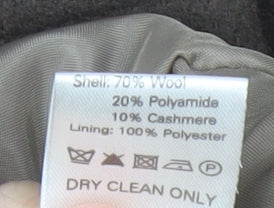 Shell: 70% Wool
20% Polyamide
10% Cashmere
Lining: 100% Polyester
P
DRY CLEAN ONLY